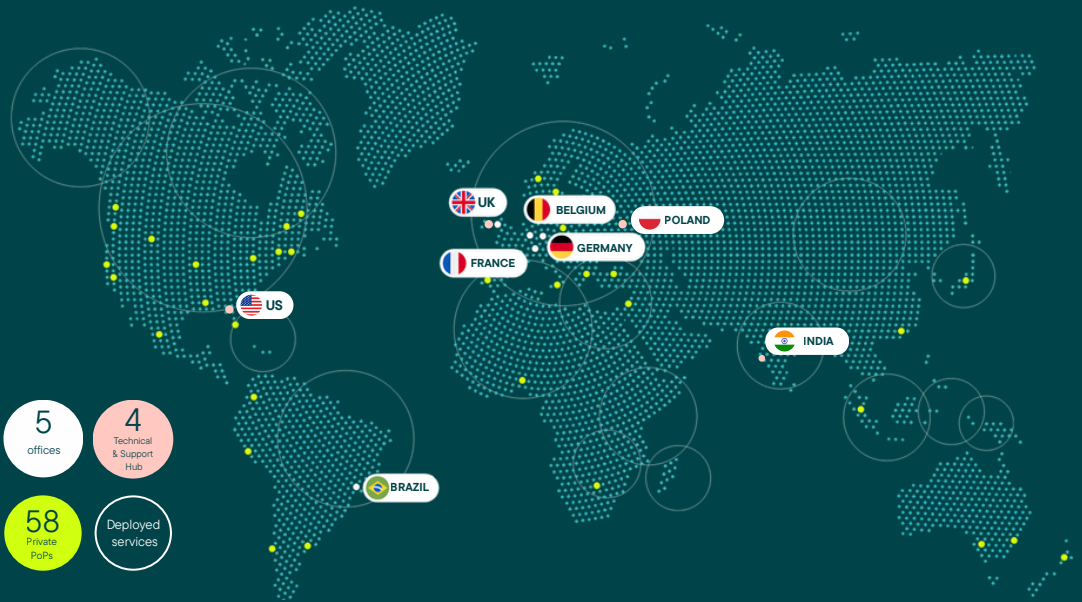 UK
BELGIUM
POLAND
GERMANY
FRANCE
US
INDIA
BRAZIL
5
offices
4
Technical
& Support
Hub
58
Private
PoPs
Deployed
services